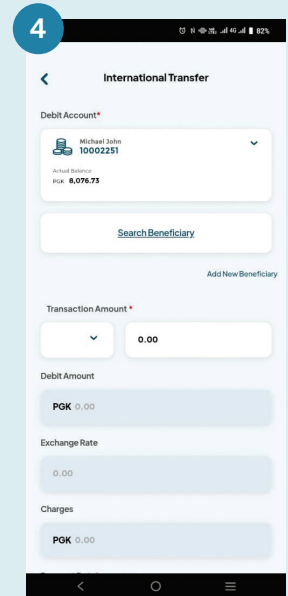 4
4G 82%
International Transfer
Debit Account*
Michael John
10002251
Actual Balance
PGK 8,076.73
Search Beneficiary
Add New Beneficiary
Transaction Amount *
0.00
Debit Amount
PGK 0.00
Exchange Rate
0.00
Charges
PGK 0.00